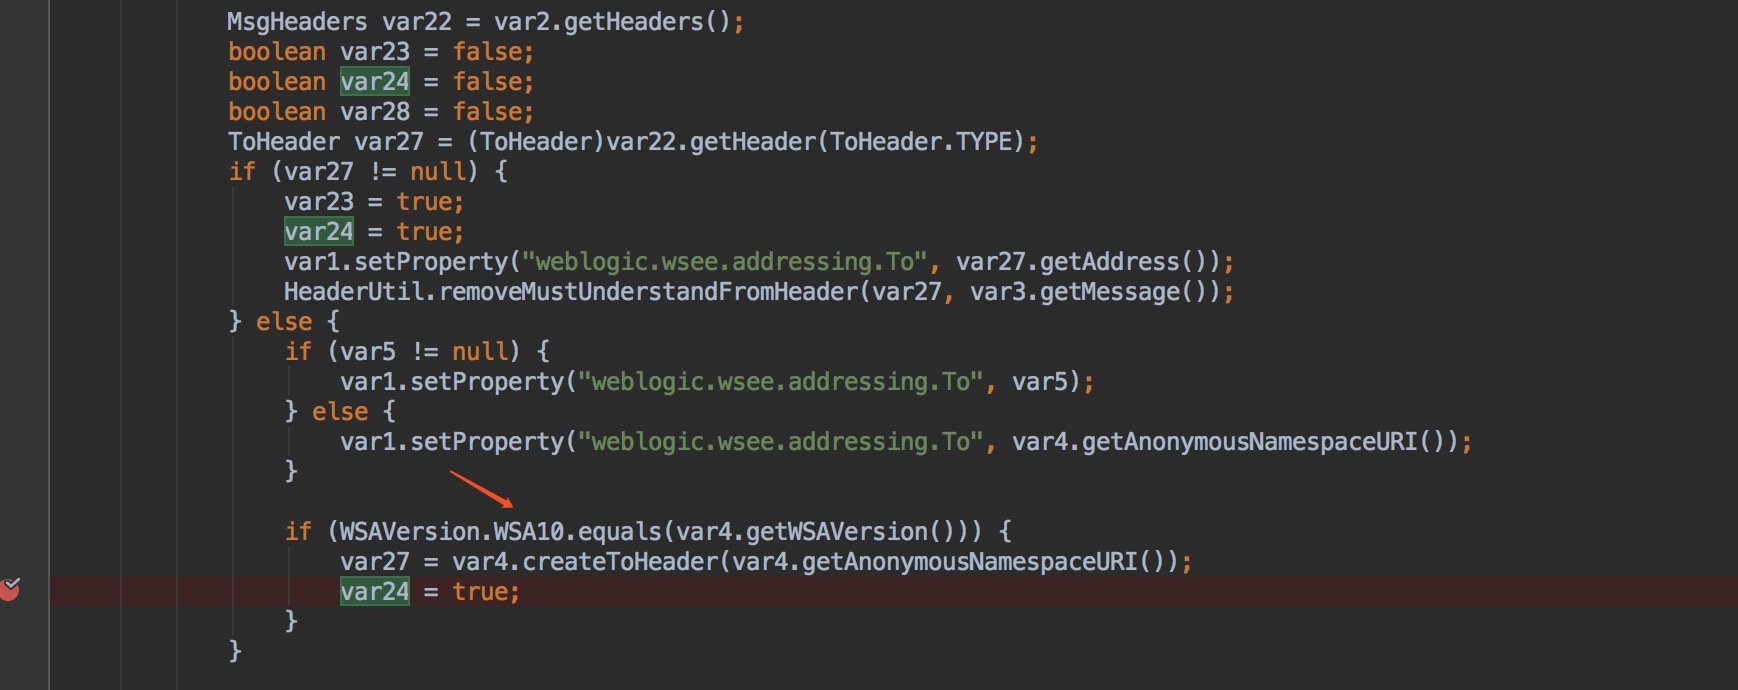 MsgHeaders var22 = var2.getHeaders();
boolean var23 = false;
boolean var24 = false;
boolean var28 = false;
ToHeader var27 = (ToHeader)var22.getHeader(ToHeader.TYPE);
if (var27 != null) {
var23 = true;
var24 = true;
var1.setProperty("weblogic.wsee.addressing.To", var27.getAddress());
HeaderUtil.removeMustUnderstandFromHeader(var27, var3.getMessage());
} else {
if (var5 != null) {
var1.setProperty("weblogic.wsee.addressing.To", var5);
} else {
var1.setProperty("weblogic.wsee.addressing.To", var4.getAnonymousNamespaceURI());
}
if (WSAVersion.WSA10.equals(var4.getWSAVersion())) {
var27 = var4.createToHeader(var4.getAnonymousNamespaceURI());
var24 = true;
}
}